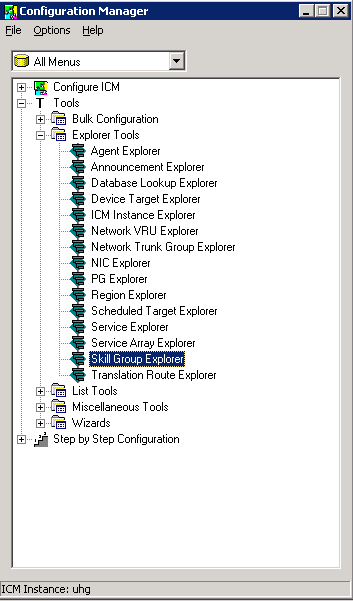 Configuration Manager
File Options Help
All Menus
Configure ICM
Tools
Bulk Configuration
Explorer Tools
Agent Explorer
Announcement Explorer
Database Lookup Explorer
Device Target Explorer
ICM Instance Explorer
Network VRU Explorer
Network Trunk Group Explorer
NIC Explorer
PG Explorer
Region Explorer
Scheduled Target Explorer
Service Explorer
Service Array Explorer
Skill Group Explorer
Translation Route Explorer
List Tools
Miscellaneous Tools
Wizards
Step by Step Configuration
ICM Instance: uhg